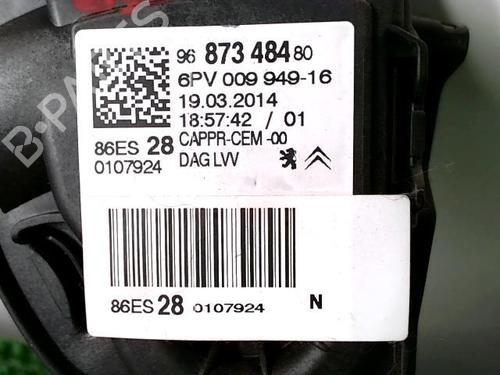 96 873 484 80
6PV 009 949-16
19.03.2014
18:57:42 / 01
86ES 28 CAPPR-CEM -00
0107924 DAG LVV
86ES 28 0107924 N
B-PARTS